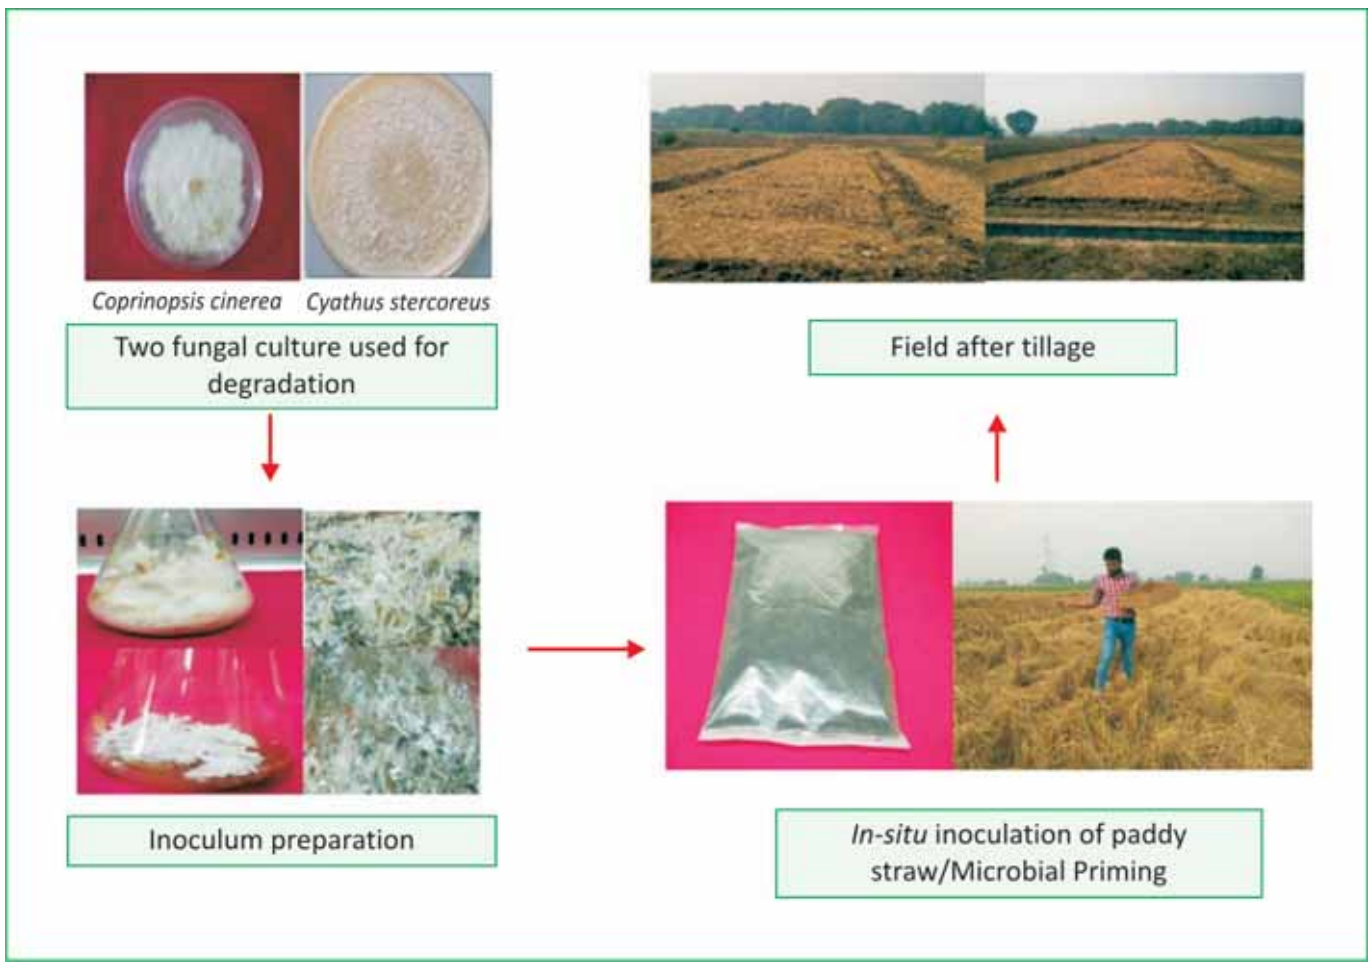 Coprinopsis cinerea
Cyathus stercoreus
Two fungal culture used for
degradation
Inoculum preparation
In-situ inoculation of paddy
straw/Microbial Priming
Field after tillage